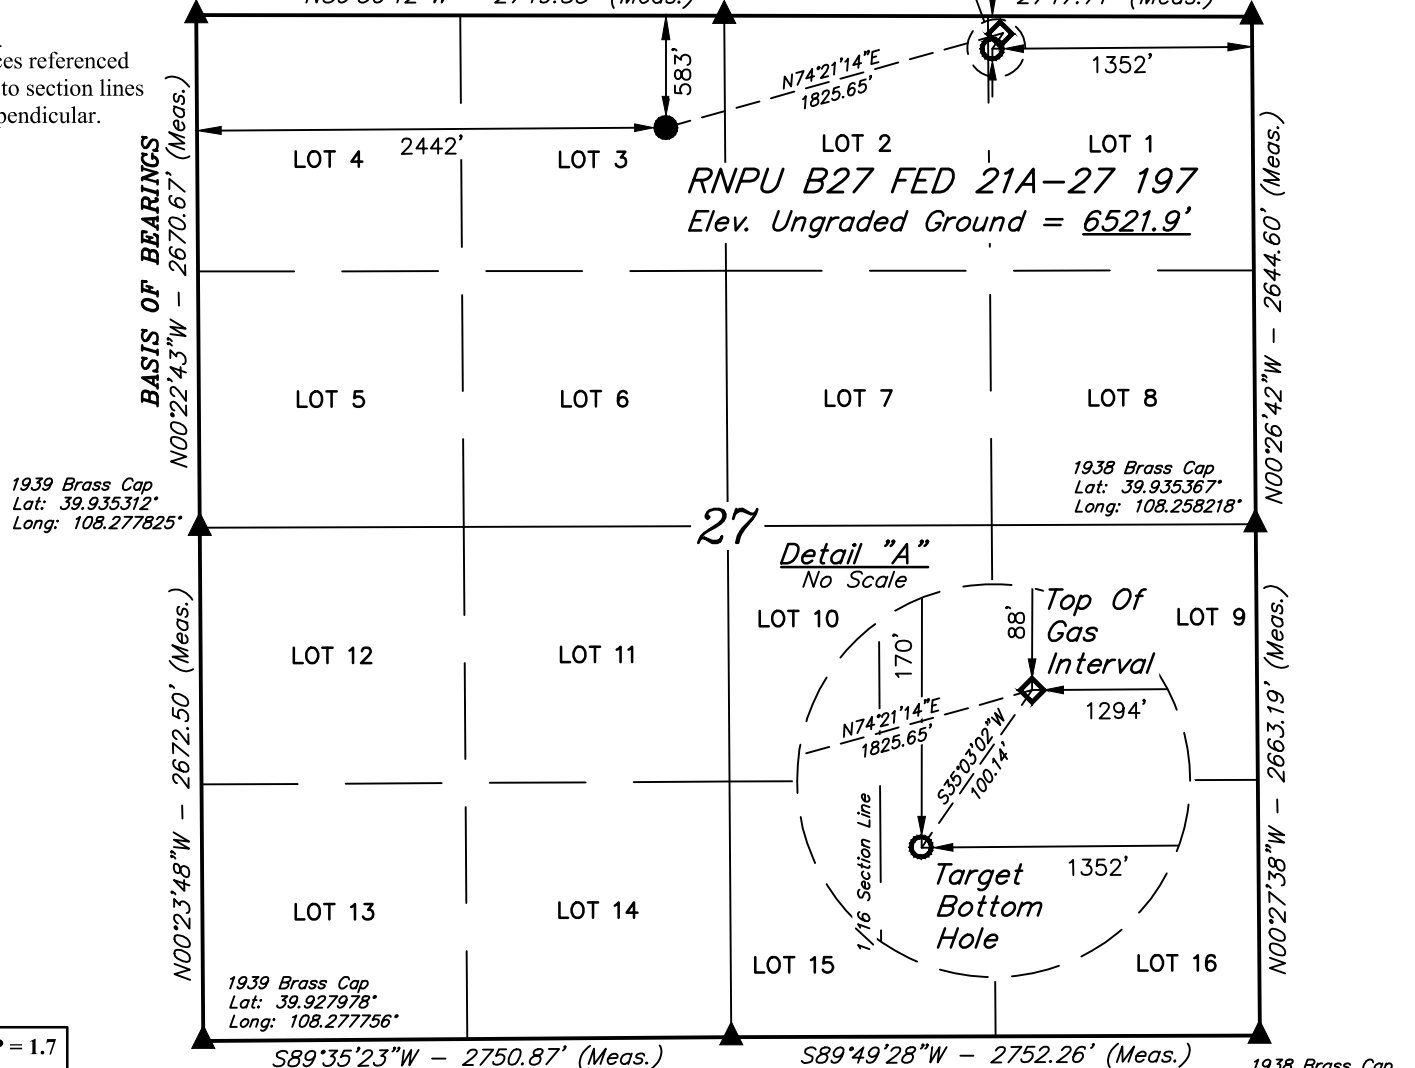 (Meas.)
(Meas.)
ces referenced
to section lines
pendicular.
BASIS OF BEARINGS
N00°22'43"W - 2670.67' (Meas.)
583'
N74°21'14"E
1825.65'
1352'
2442'
LOT 4
LOT 3
LOT 2
LOT 1
RNPU B27 FED 21A-27 197
Elev. Ungraded Ground = 6521.9'
N00°26'42"W - 2644.60' (Meas.)
LOT 5
LOT 6
LOT 7
LOT 8
1939 Brass Cap
Lat: 39.935312°
Long: 108.277825°
1938 Brass Cap
Lat: 39.935367°
Long: 108.258218°
27
Detail "A"
No Scale
LOT 10
LOT 9
88'
Top Of
Gas
Interval
170'
LOT 12
LOT 11
N74°21'14"E
1825.65'
1294'
S35°03'02"W
100.14'
N00°23'48"W - 2672.50' (Meas.)
N00°27'38"W - 2663.19' (Meas.)
1/16 Section Line
1352'
Target
Bottom
Hole
LOT 13
LOT 14
LOT 15
LOT 16
1939 Brass Cap
Lat: 39.927978°
Long: 108.277756°
= 1.7
S89°35'23"W - 2750.87' (Meas.)
S89°49'28"W - 2752.26' (Meas.)
1938 Brass Cap